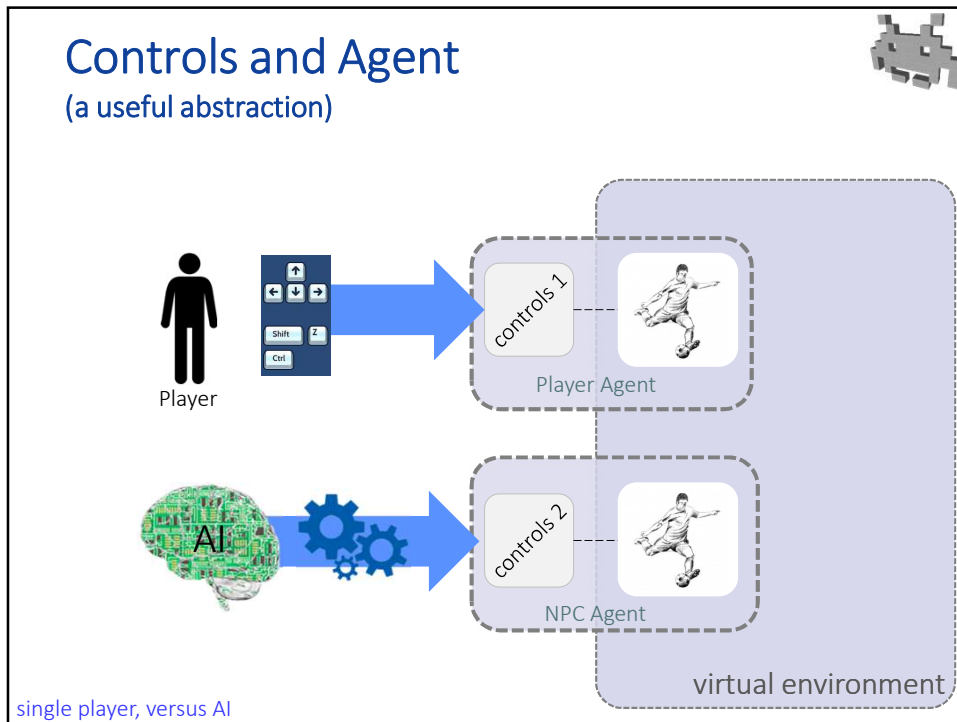 Controls and Agent
(a useful abstraction)
↑
← ↓ →
Shift Z
Ctrl
Player
controls 1
Player Agent
AI
controls 2
NPC Agent
virtual environment
single player, versus AI